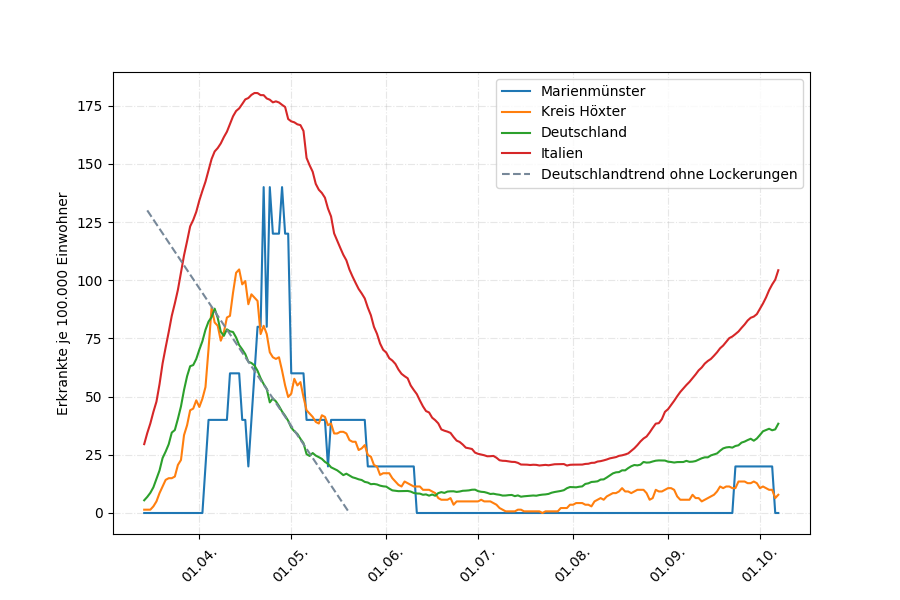 Erkrankte je 100.000 Einwohner
175
150
125
100
75
50
25
0
Marienmünster
Kreis Höxter
Deutschland
Italien
Deutschlandtrend ohne Lockerungen
01.04.
01.05.
01.06.
01.07.
01.08.
01.09.
01.10.